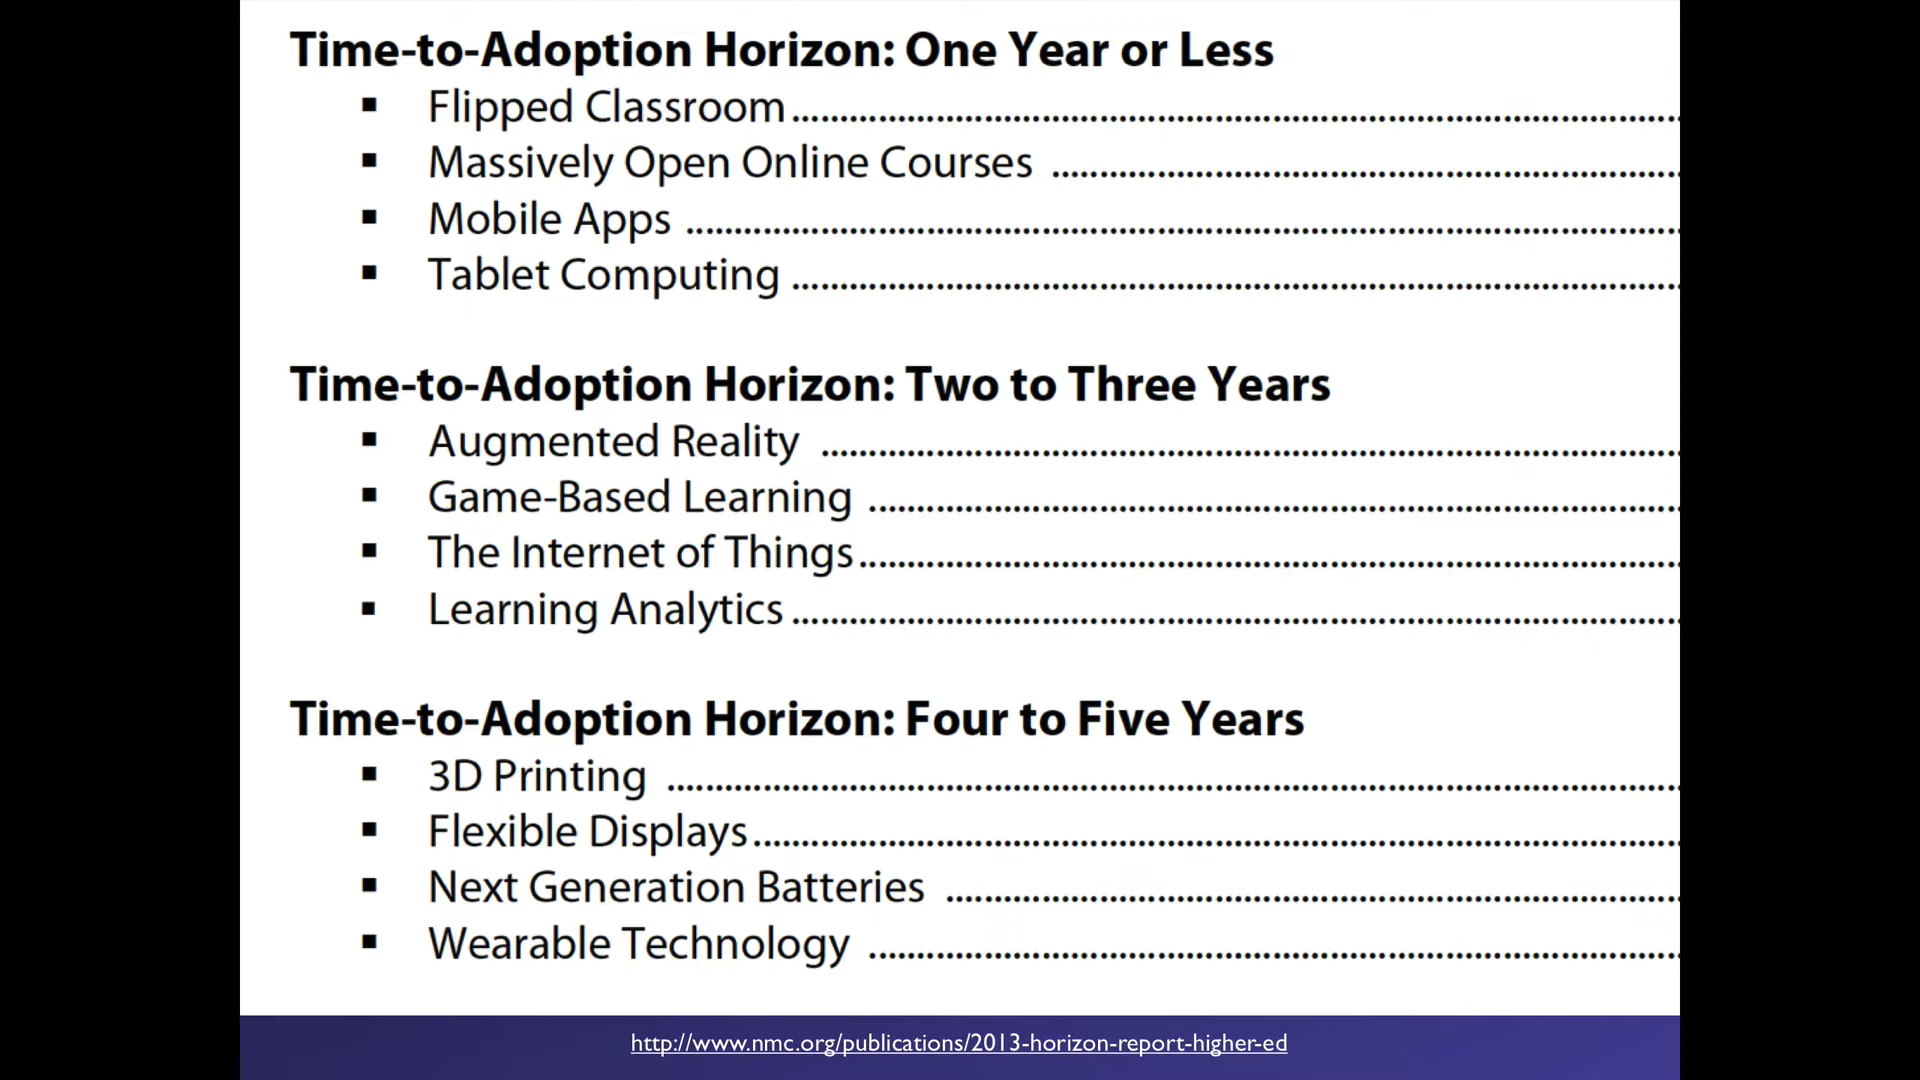 Time-to-Adoption Horizon: One Year or Less
▪ Flipped Classroom ................................................................................
▪ Massively Open Online Courses ................................................................
▪ Mobile Apps ................................................................................
▪ Tablet Computing ................................................................................
Time-to-Adoption Horizon: Two to Three Years
▪ Augmented Reality ................................................................................
▪ Game-Based Learning ................................................................................
▪ The Internet of Things ................................................................................
▪ Learning Analytics ................................................................................
Time-to-Adoption Horizon: Four to Five Years
▪ 3D Printing ................................................................................
▪ Flexible Displays ................................................................................
▪ Next Generation Batteries ................................................................................
▪ Wearable Technology ................................................................................
http://www.nmc.org/publications/2013-horizon-report-higher-ed